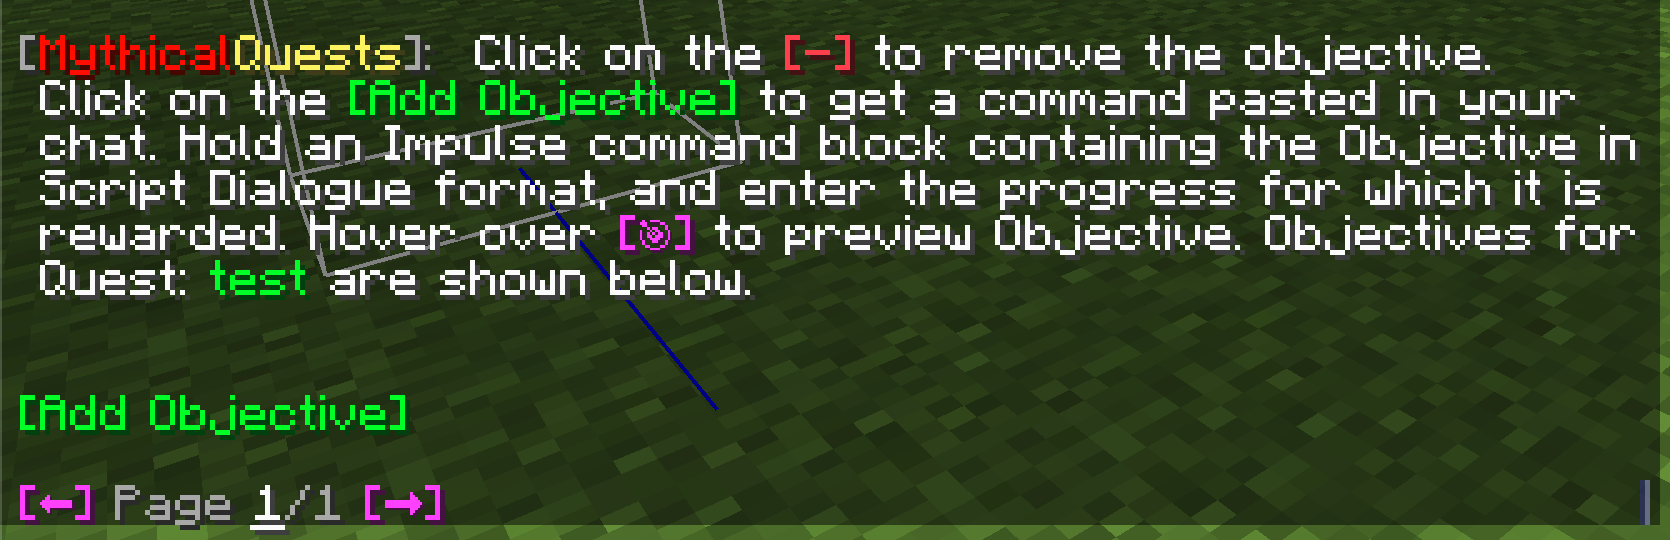 [MythicalQuests]: Click on the [-] to remove the objective.
Click on the [Add Objective] to get a command pasted in your
chat. Hold an Impulse command block containing the Objective in
Script Dialogue format, and enter the progress for which it is
rewarded. Hover over [🎯] to preview Objective. Objectives for
Quest: test are shown below.
[Add Objective]
[←] Page 1/1 [→]